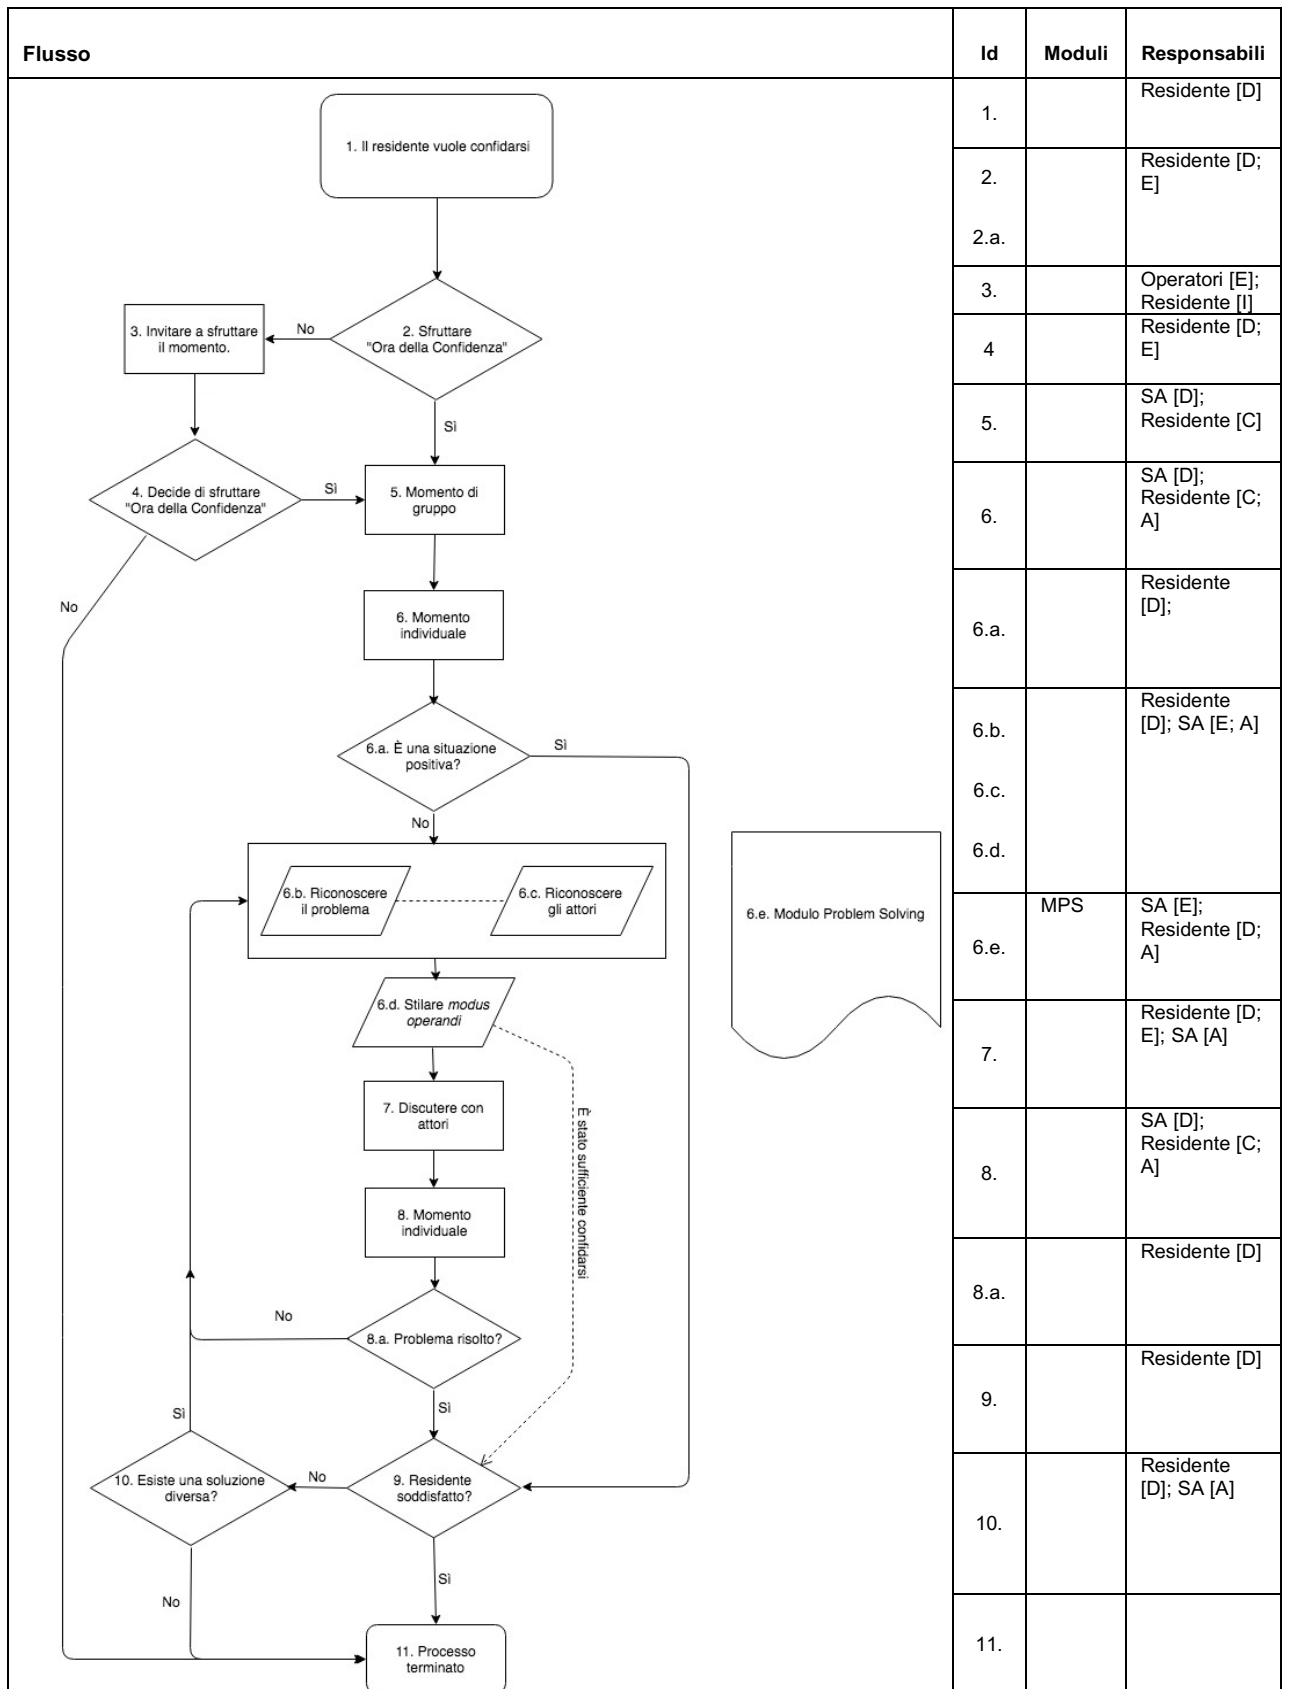 Flusso
Id
Moduli
Responsabili
1. Il residente vuole confidarsi
2. Sfruttare
"Ora della Confidenza"
No
3. Invitare a sfruttare
il momento.
Sì
4. Decide di sfruttare
"Ora della Confidenza"
Sì
5. Momento di
gruppo
No
6. Momento
individuale
6.a. È una situazione
positiva?
Sì
No
6.b. Riconoscere
il problema
6.c. Riconoscere
gli attori
6.e. Modulo Problem Solving
6.d. Stilare modus
operandi
7. Discutere con
attori
È stato sufficiente confidarsi
8. Momento
individuale
No
8.a. Problema risolto?
Sì
Sì
10. Esiste una soluzione
diversa?
No
9. Residente
soddisfatto?
Sì
No
11. Processo
terminato
1.
Residente [D]
2.
2.a.
Residente [D;
E]
3.
Operatori [E];
Residente [I]
4
Residente [D;
E]
5.
SA [D];
Residente [C]
6.
SA [D];
Residente [C;
A]
6.a.
Residente
[D];
6.b.
6.c.
6.d.
Residente
[D]; SA [E; A]
6.e.
MPS
SA [E];
Residente [D;
A]
7.
Residente [D;
E]; SA [A]
8.
SA [D];
Residente [C;
A]
8.a.
Residente [D]
9.
Residente [D]
10.
Residente
[D]; SA [A]
11.